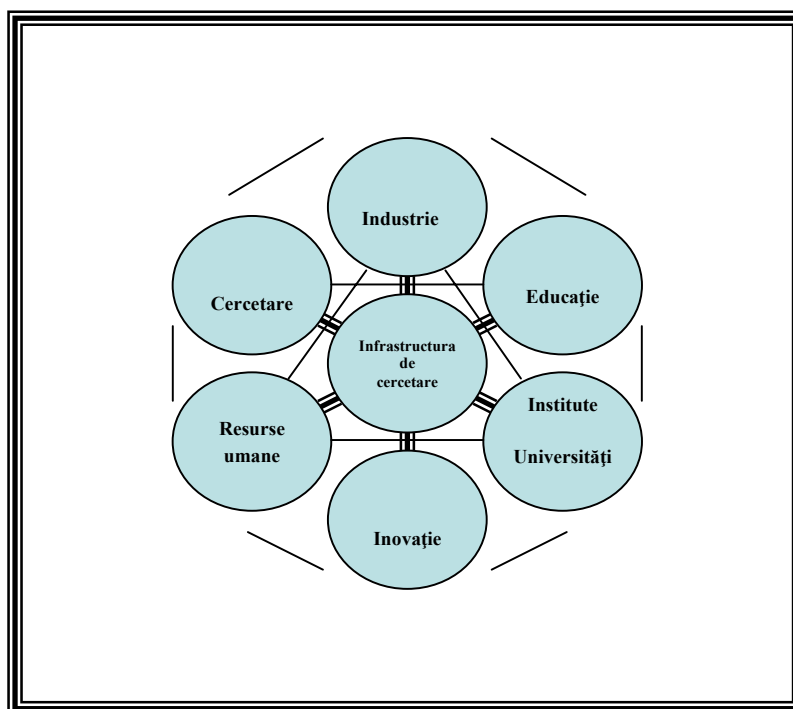 Industrie
Cercetare
Educaţie
Infrastructura
de
cercetare
Resurse
umane
Institute
Universităţi
Inovaţie